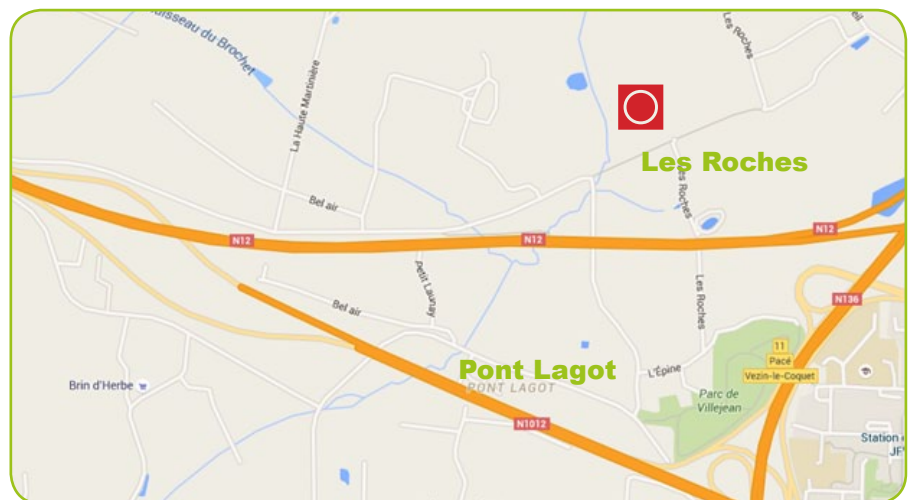 Ruisseau du Brochet
Les Roches
La Haute Martinière
Les Roches
Les Roches
Bel air
N12
N12
N12
Petit Launay
Les Roches
N136
Bel air
11
Pacé
Vezin-le-Coquet
Pont Lagot
PONT LAGOT
L'Épine
Brin d'Herbe
Parc de
Villejean
N1012
Station